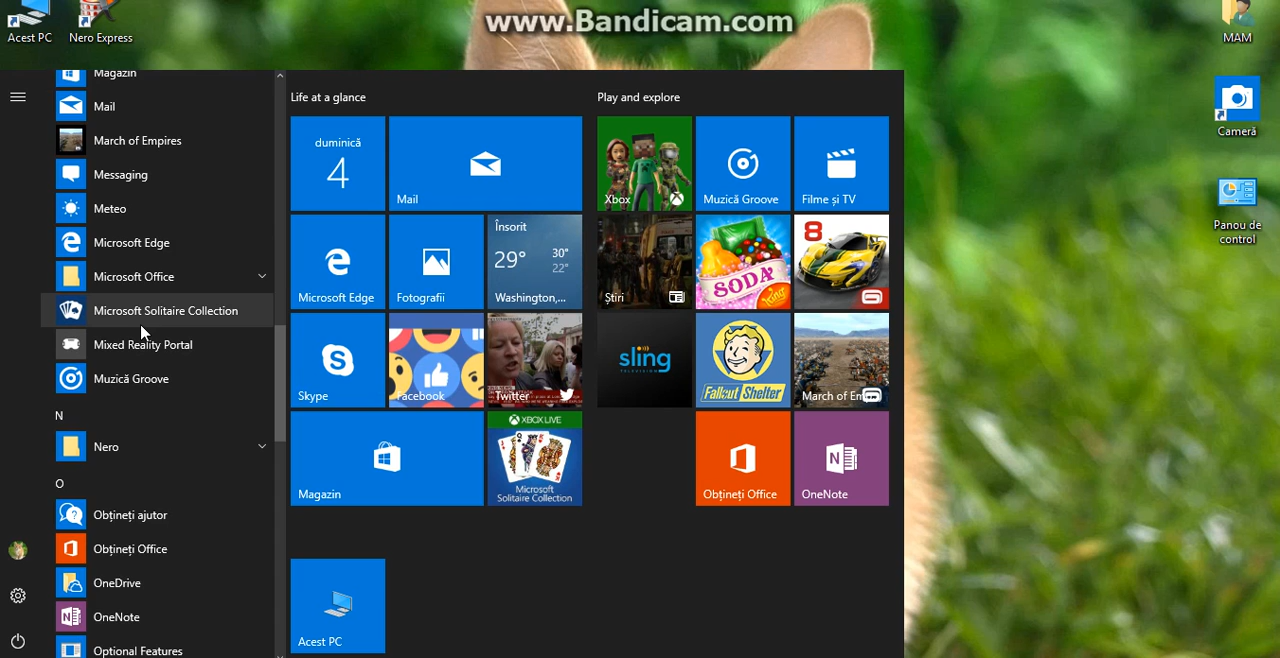 www.Bandicam.com
Acest PC
Nero Express
MAM
Cameră
Panou de
control
Magazin
Mail
March of Empires
Messaging
Meteo
Microsoft Edge
Microsoft Office
Microsoft Solitaire Collection
Mixed Reality Portal
Muzică Groove
N
Nero
O
Obțineți ajutor
Obțineți Office
OneDrive
OneNote
Optional Features
Life at a glance
duminică
4
Mail
Microsoft Edge
Fotografii
Însorit
29°
30°
22°
Washington,...
Skype
Facebook
Twitter
Magazin
XBOX LIVE
Microsoft
Solitaire Collection
Acest PC
Play and explore
Xbox
Muzică Groove
Filme și TV
Știri
SODA
King
8
sling
TELEVISION
Fallout Shelter
March of Em
Obțineți Office
OneNote